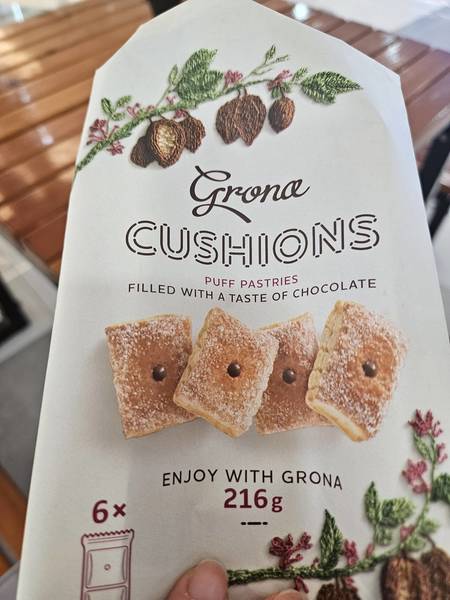 Grona
CUSHIONS
PUFF PASTRIES
FILLED WITH A TASTE OF CHOCOLATE
ENJOY WITH GRONA
216g
6×